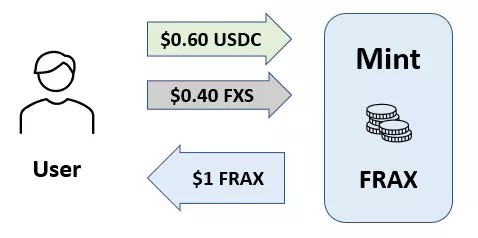 $0.60 USDC
$0.40 FXS
$1 FRAX
User
Mint
FRAX